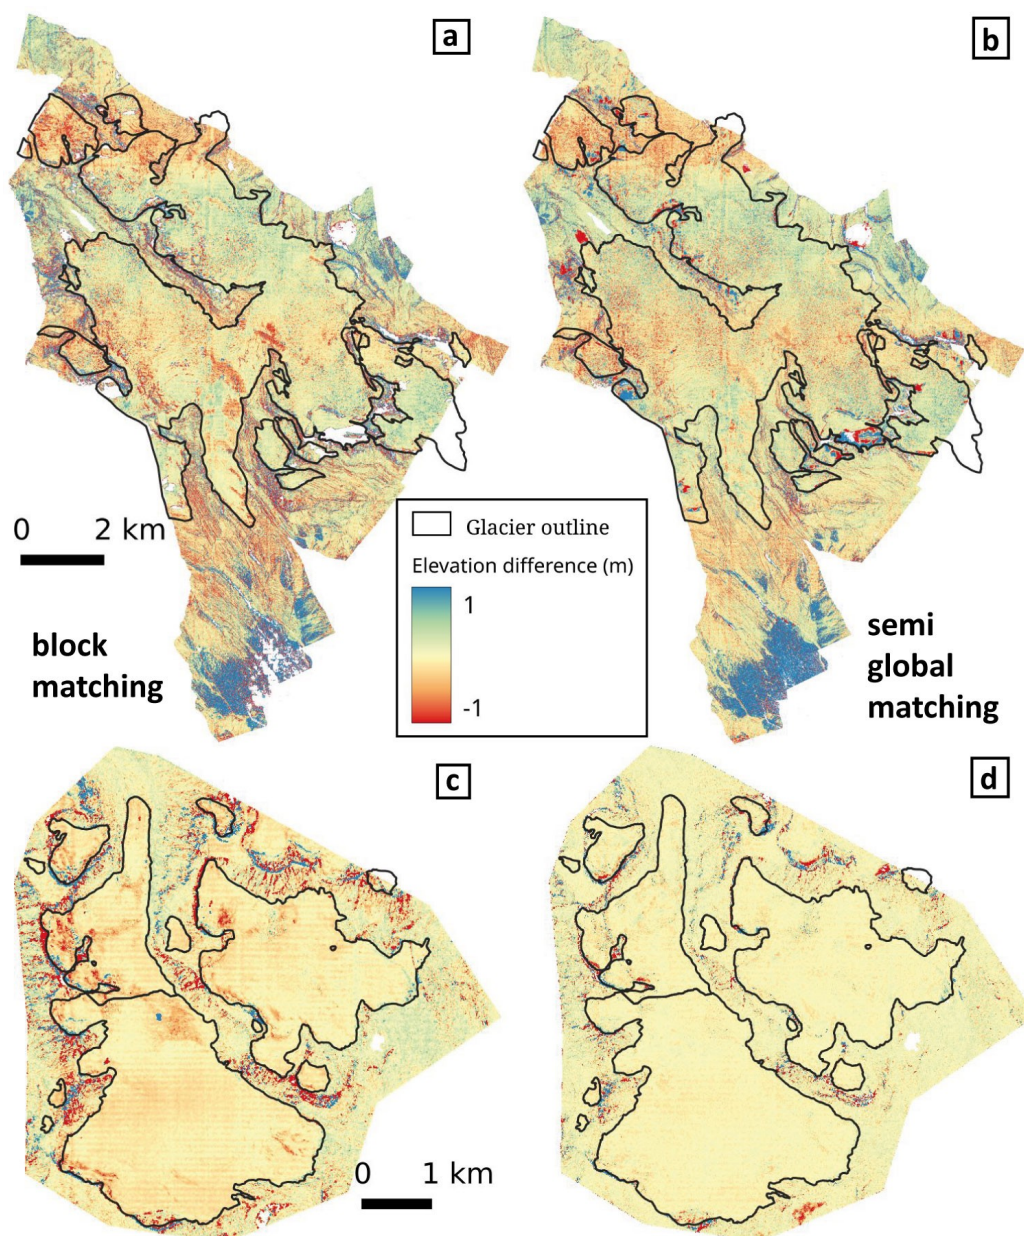 a
b
0 2 km
Glacier outline
Elevation difference (m)
1
-1
block
matching
semi
global
matching
c
d
0 1 km